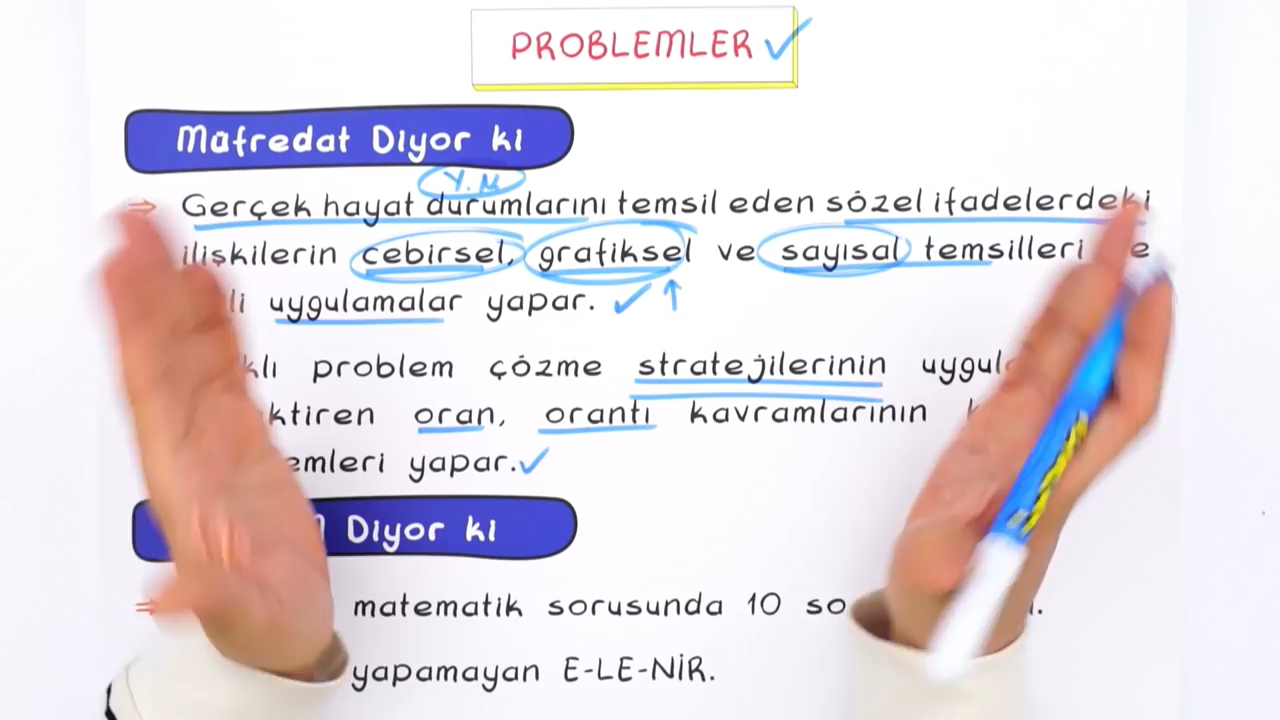 PROBLEMLER
Müfredat Diyor ki
Y.N
⇒ Gerçek hayat durumlarını temsil eden sözel ifadelerdeki
ilişkilerin cebirsel, grafiksel ve sayısal temsilleri
uygulamalar yapar.
problem çözme stratejilerinin
oran, orantı kavramlarının
yapar.
Diyor ki
⇒ matematik sorusunda 10
yapamayan E-LE-NİR.